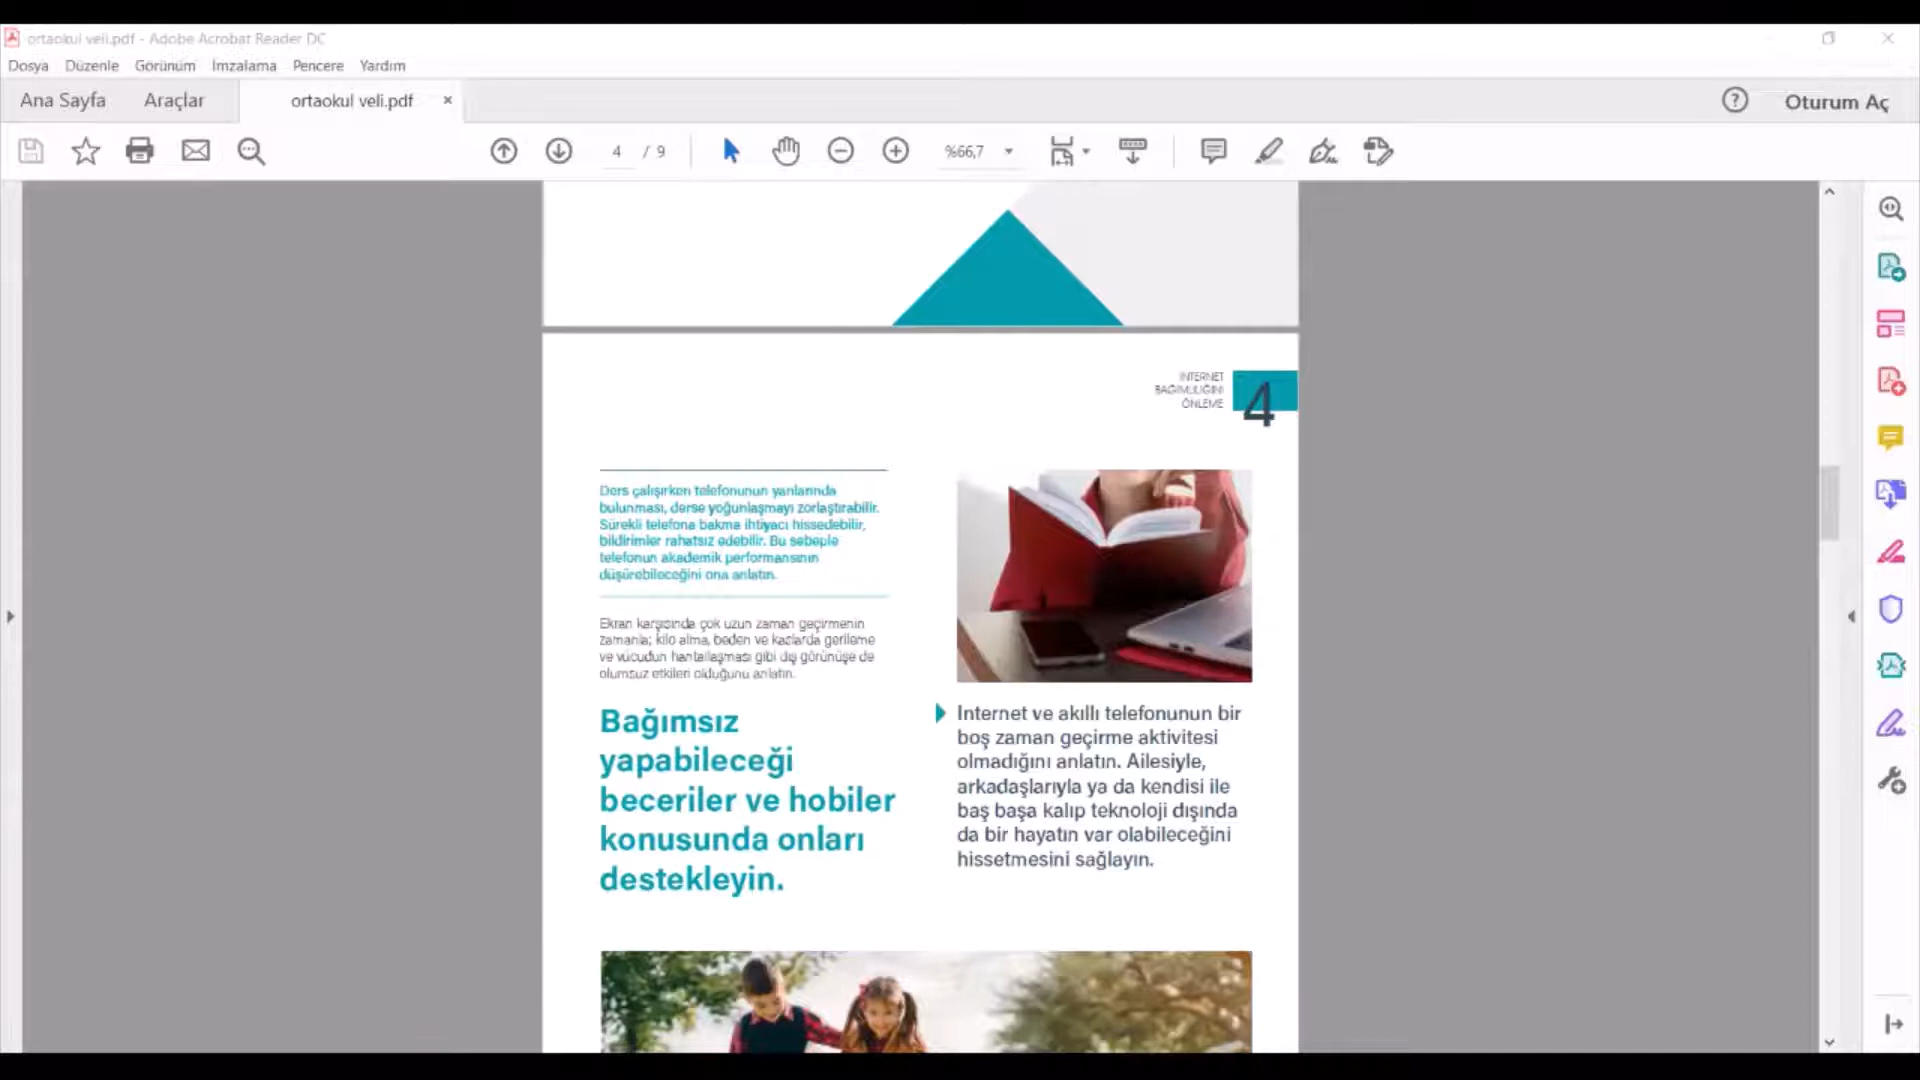 ortaokul veli.pdf - Adobe Acrobat Reader DC
Dosya Düzenle Görünüm İmzalama Pencere Yardım
Ana Sayfa Araçlar ortaokul veli.pdf × ? Oturum Aç
4 / 9 %66,7
İNTERNET
BAĞIMLILIĞINI
ÖNLEME
4
Ders çalışırken telefonunun yanlarında
bulunması, derse yoğunlaşmayı zorlaştırabilir.
Sürekli telefona bakma ihtiyacı hissedebilir,
bildirimler rahatsız edebilir. Bu sebeple
telefonun akademik performansının
düşürebileceğini ona anlatın.
Ekran karşısında çok uzun zaman geçirmenin
zamanla; kilo alma, beden ve kaslarda gerileme
ve vücudun hantallaşması gibi dış görünüşe de
olumsuz etkileri olduğunu anlatın.
Bağımsız
yapabileceği
beceriler ve hobiler
konusunda onları
destekleyin.
Internet ve akıllı telefonunun bir
boş zaman geçirme aktivitesi
olmadığını anlatın. Ailesiyle,
arkadaşlarıyla ya da kendisi ile
baş başa kalıp teknoloji dışında
da bir hayatın var olabileceğini
hissetmesini sağlayın.